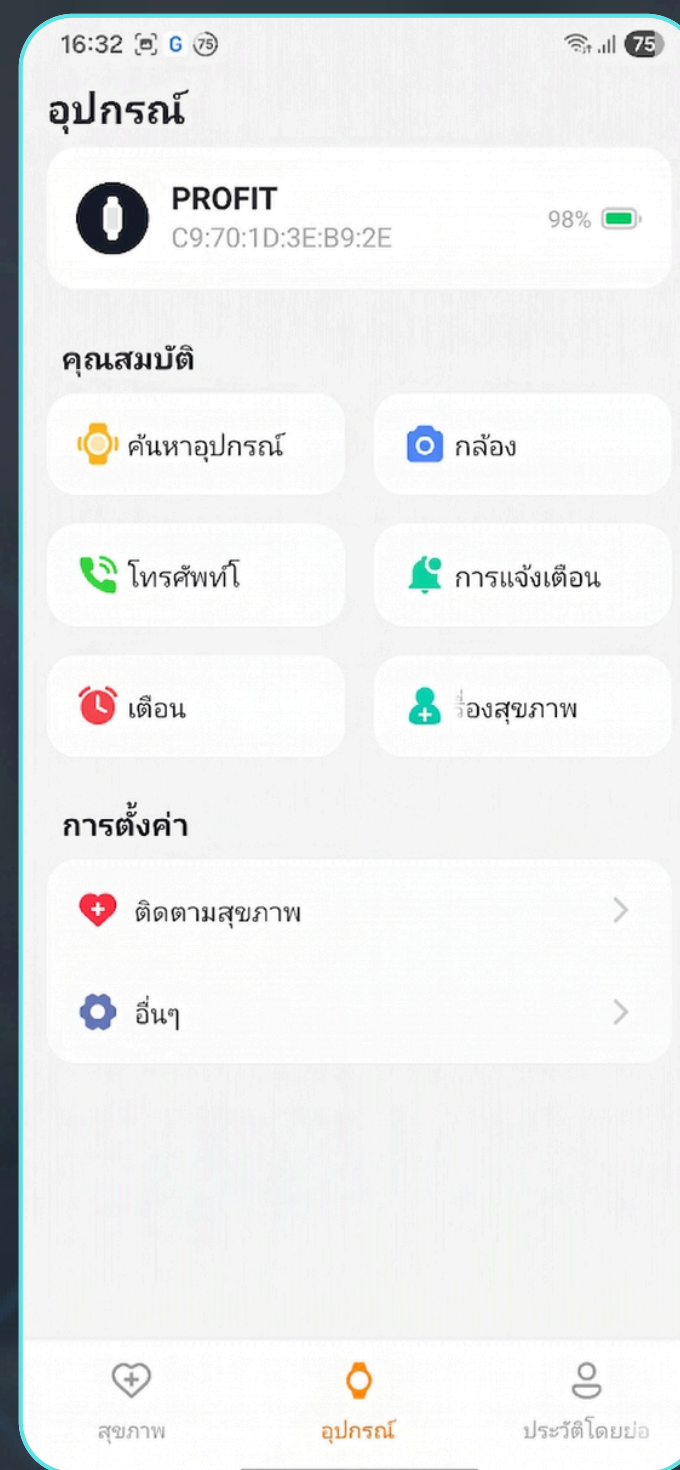 16:32 G 75 75
อุปกรณ์
PROFIT
98%
C9:70:1D:3E:B9:2E
คุณสมบัติ
ค้นหาอุปกรณ์ กล้อง
โทรศัพท์โ การแจ้งเตือน
เตือน องสุขภาพ
การตั้งค่า
ติดตามสุขภาพ
อื่นๆ
สุขภาพ อุปกรณ์ ประวัติโดยย่อ